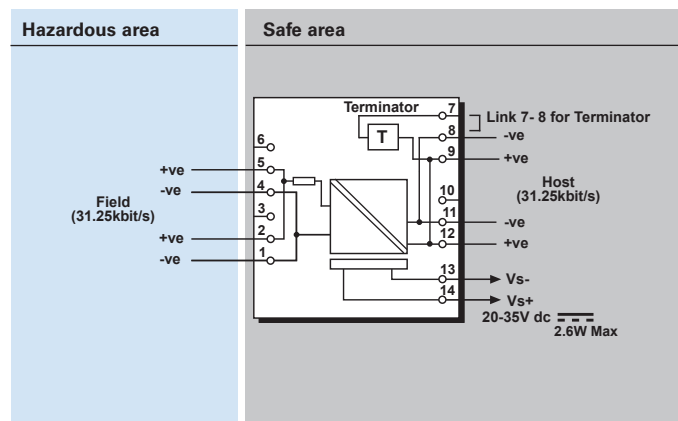 Hazardous area
Safe area
Terminator
7
Link 7- 8 for Terminator
8
-ve
9
+ve
T
6
5
+ve
4
-ve
Field
(31.25kbit/s)
3
2
+ve
1
-ve
10
Host
(31.25kbit/s)
11
-ve
12
+ve
13
Vs-
14
Vs+
20-35V dc
2.6W Max